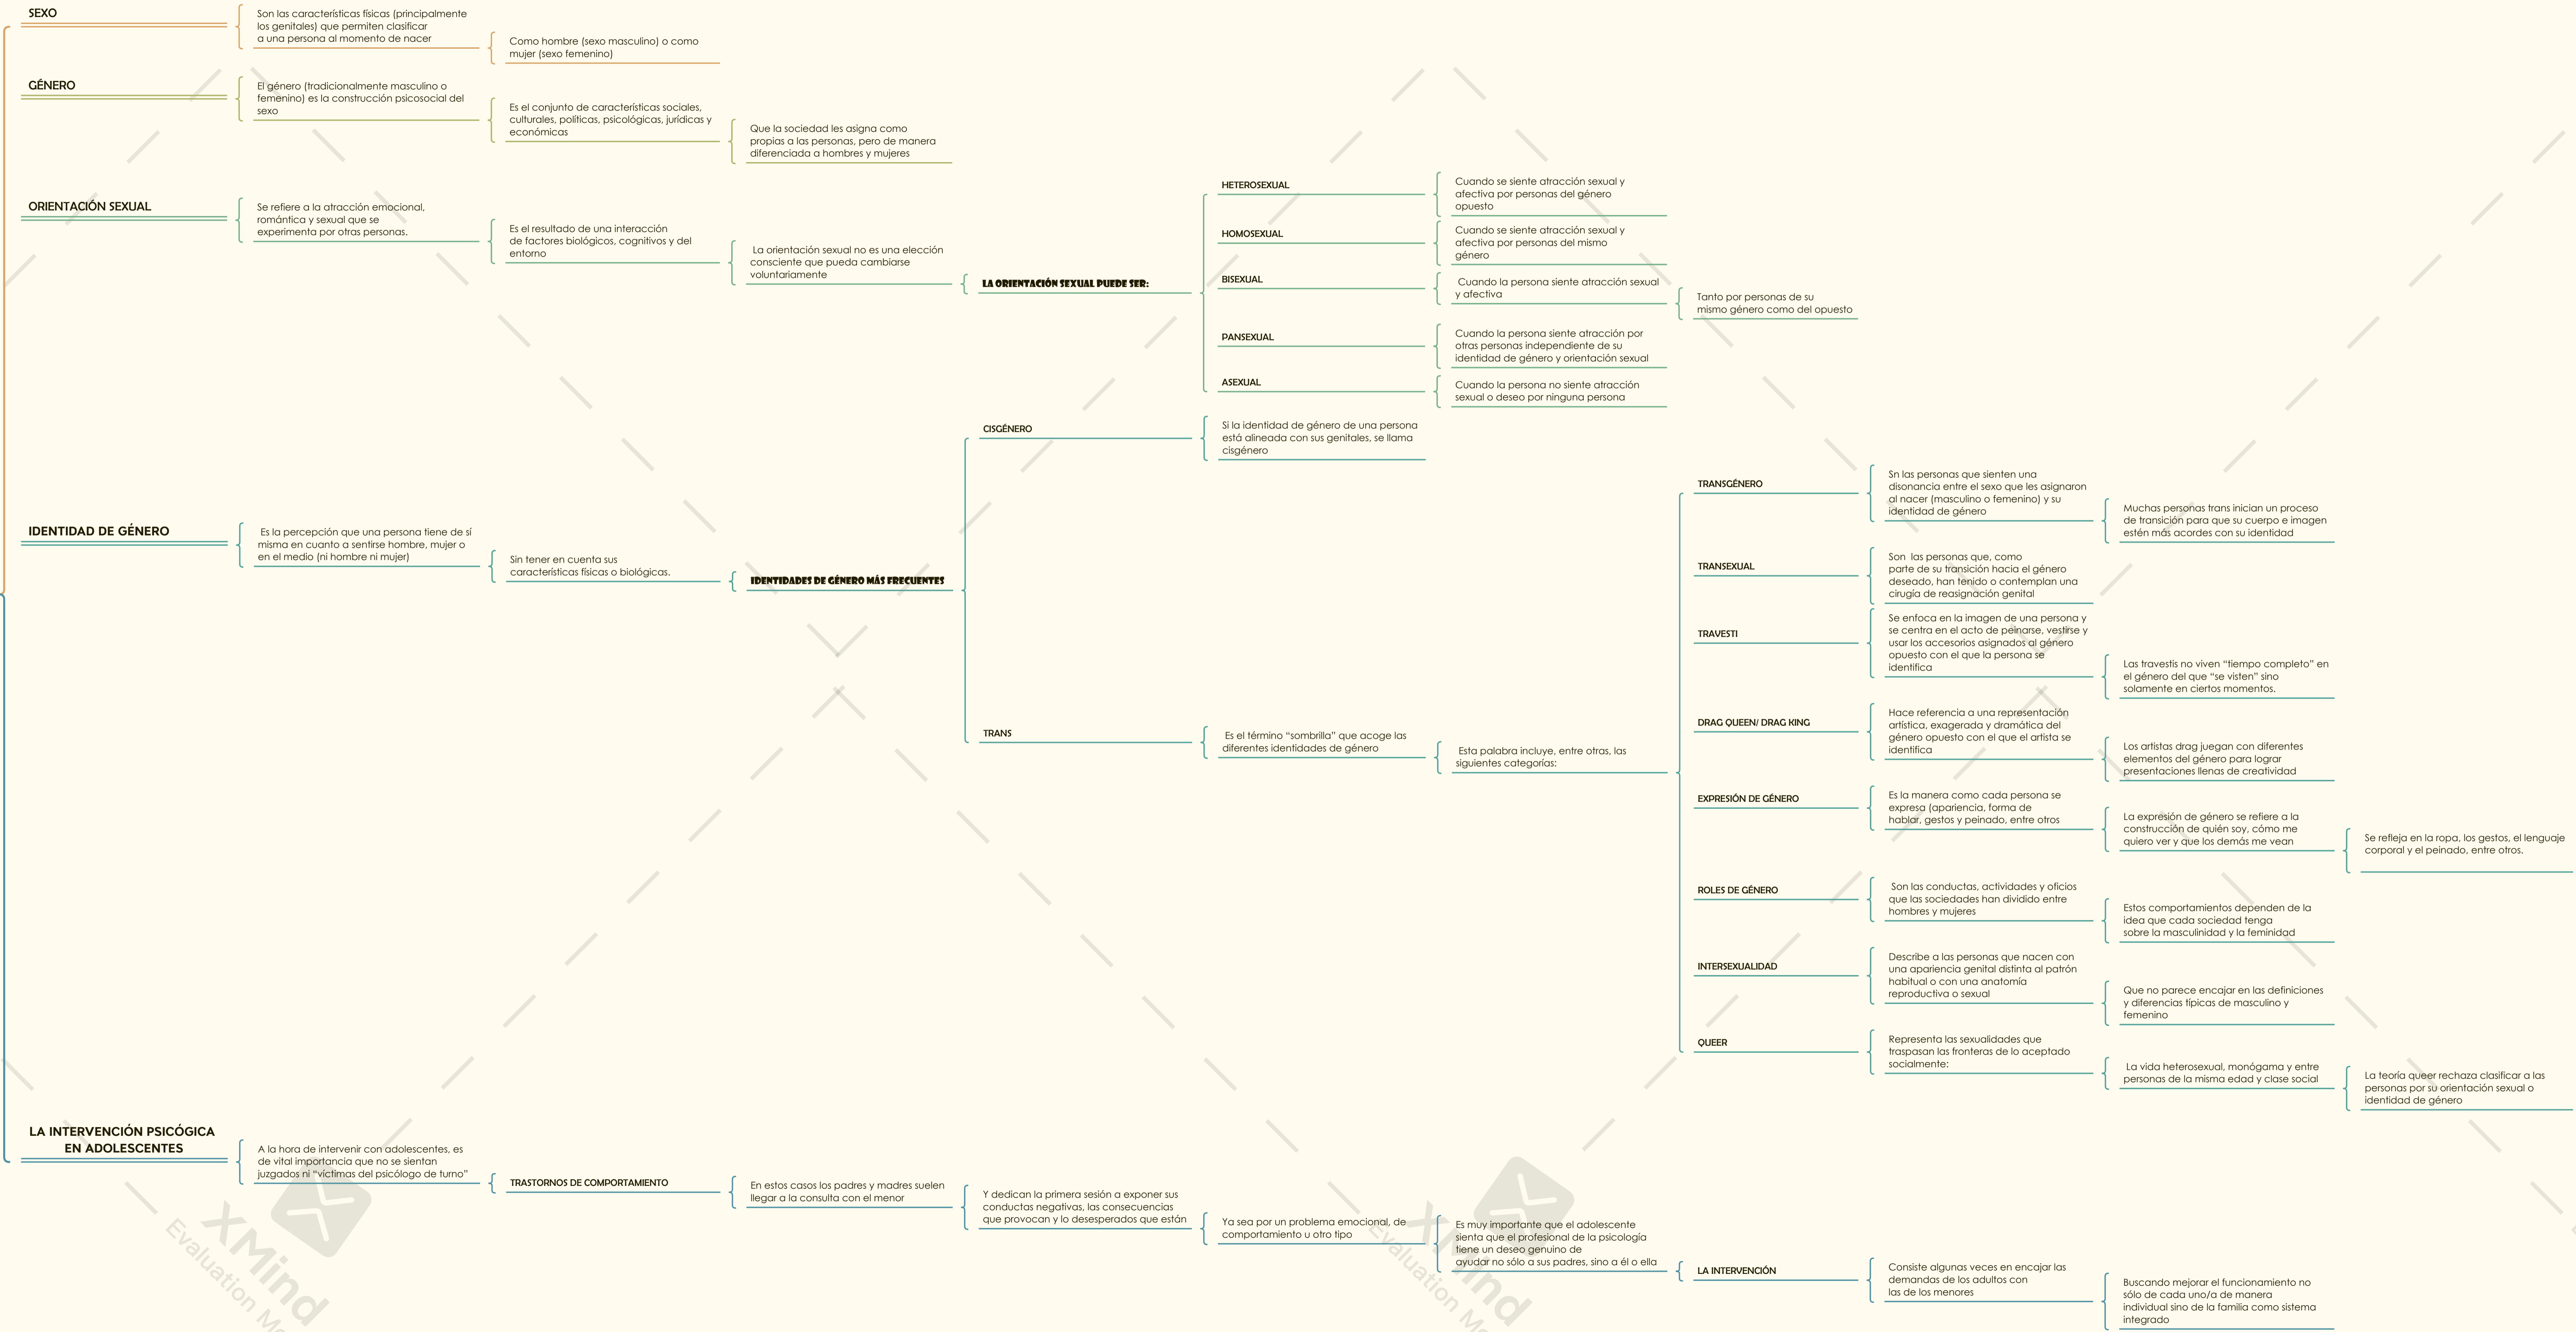 SEXO
Son las características físicas (principalmente
los genitales) que permiten clasificar
a una persona al momento de nacer
Como hombre (sexo masculino) o como
mujer (sexo femenino)
GÉNERO
El género (tradicionalmente masculino o
femenino) es la construcción psicosocial del
sexo
Es el conjunto de características sociales,
culturales, políticas, psicológicas, jurídicas y
económicas
Que la sociedad les asigna como
propias a las personas, pero de manera
diferenciada a hombres y mujeres
ORIENTACIÓN SEXUAL
Se refiere a la atracción emocional,
romántica y sexual que se
experimenta por otras personas.
Es el resultado de una interacción
de factores biológicos, cognitivos y del
entorno
La orientación sexual no es una elección
consciente que pueda cambiarse
voluntariamente
LA ORIENTACIÓN SEXUAL PUEDE SER:
HETEROSEXUAL
Cuando se siente atracción sexual y
afectiva por personas del género
opuesto
HOMOSEXUAL
Cuando se siente atracción sexual y
afectiva por personas del mismo
género
BISEXUAL
Cuando la persona siente atracción sexual
y afectiva
Tanto por personas de su
mismo género como del opuesto
PANSEXUAL
Cuando la persona siente atracción por
otras personas independiente de su
identidad de género y orientación sexual
ASEXUAL
Cuando la persona no siente atracción
sexual o deseo por ninguna persona
IDENTIDAD DE GÉNERO
Es la percepción que una persona tiene de sí
misma en cuanto a sentirse hombre, mujer o
en el medio (ni hombre ni mujer)
Sin tener en cuenta sus
características físicas o biológicas.
IDENTIDADES DE GÉNERO MÁS FRECUENTES
CISGÉNERO
Si la identidad de género de una persona
está alineada con sus genitales, se llama
cisgénero
TRANS
Es el término “sombrilla” que acoge las
diferentes identidades de género
Esta palabra incluye, entre otras, las
siguientes categorías:
TRANSGÉNERO
Sn las personas que sienten una
disonancia entre el sexo que les asignaron
al nacer (masculino o femenino) y su
identidad de género
Muchas personas trans inician un proceso
de transición para que su cuerpo e imagen
estén más acordes con su identidad
TRANSEXUAL
Son  las personas que, como
parte de su transición hacia el género
deseado, han tenido o contemplan una
cirugía de reasignación genital
TRAVESTI
Se enfoca en la imagen de una persona y
se centra en el acto de peinarse, vestirse y
usar los accesorios asignados al género
opuesto con el que la persona se
identifica
Las travestis no viven “tiempo completo” en
el género del que “se visten” sino
solamente en ciertos momentos.
DRAG QUEEN/ DRAG KING
Hace referencia a una representación
artística, exagerada y dramática del
género opuesto con el que el artista se
identifica
Los artistas drag juegan con diferentes
elementos del género para lograr
presentaciones llenas de creatividad
EXPRESIÓN DE GÉNERO
Es la manera como cada persona se
expresa (apariencia, forma de
hablar, gestos y peinado, entre otros
La expresión de género se refiere a la
construcción de quién soy, cómo me
quiero ver y que los demás me vean
Se refleja en la ropa, los gestos, el lenguaje
corporal y el peinado, entre otros.
ROLES DE GÉNERO
Son las conductas, actividades y oficios
que las sociedades han dividido entre
hombres y mujeres
Estos comportamientos dependen de la
idea que cada sociedad tenga
sobre la masculinidad y la feminidad
INTERSEXUALIDAD
Describe a las personas que nacen con
una apariencia genital distinta al patrón
habitual o con una anatomía
reproductiva o sexual
Que no parece encajar en las definiciones
y diferencias típicas de masculino y
femenino
QUEER
Representa las sexualidades que
traspasan las fronteras de lo aceptado
socialmente:
La vida heterosexual, monógama y entre
personas de la misma edad y clase social
La teoría queer rechaza clasificar a las
personas por su orientación sexual o
identidad de género
LA INTERVENCIÓN PSICÓGICA
EN ADOLESCENTES
A la hora de intervenir con adolescentes, es
de vital importancia que no se sientan
juzgados ni “víctimas del psicólogo de turno”
TRASTORNOS DE COMPORTAMIENTO
En estos casos los padres y madres suelen
llegar a la consulta con el menor
Y dedican la primera sesión a exponer sus
conductas negativas, las consecuencias
que provocan y lo desesperados que están
Ya sea por un problema emocional, de
comportamiento u otro tipo
Es muy importante que el adolescente
sienta que el profesional de la psicología
tiene un deseo genuino de
ayudar no sólo a sus padres, sino a él o ella
LA INTERVENCIÓN
Consiste algunas veces en encajar las
demandas de los adultos con
las de los menores
Buscando mejorar el funcionamiento no
sólo de cada uno/a de manera
individual sino de la familia como sistema
integrado
XMind
Evaluation
XMind
Evaluation